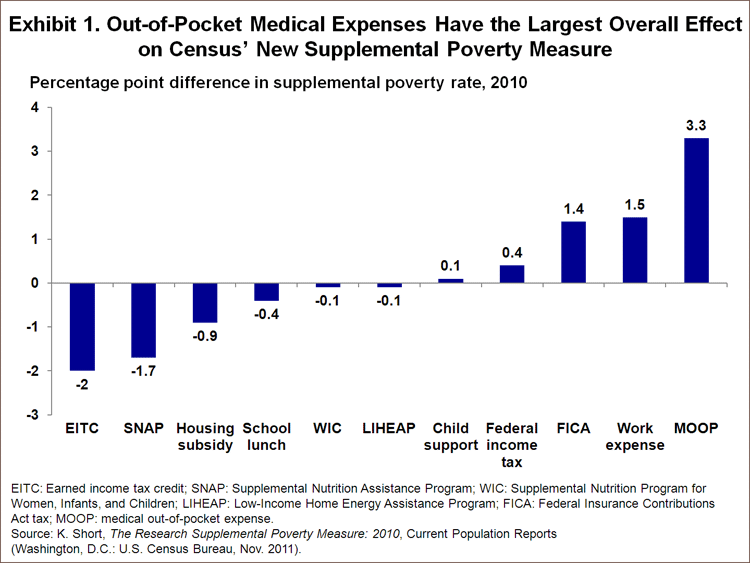 Exhibit 1. Out-of-Pocket Medical Expenses Have the Largest Overall Effect
on Census’ New Supplemental Poverty Measure
Percentage point difference in supplemental poverty rate, 2010
4
3
2
1
0
-1
-2
-3
-2
-1.7
-0.9
-0.4
-0.1
-0.1
0.1
0.4
1.4
1.5
3.3
EITC
SNAP
Housing
subsidy
School
lunch
WIC
LIHEAP
Child
support
Federal
income
tax
FICA
Work
expense
MOOP
EITC: Earned income tax credit; SNAP: Supplemental Nutrition Assistance Program; WIC: Supplemental Nutrition Program for
Women, Infants, and Children; LIHEAP: Low-Income Home Energy Assistance Program; FICA: Federal Insurance Contributions
Act tax; MOOP: medical out-of-pocket expense.
Source: K. Short, The Research Supplemental Poverty Measure: 2010, Current Population Reports
(Washington, D.C.: U.S. Census Bureau, Nov. 2011).